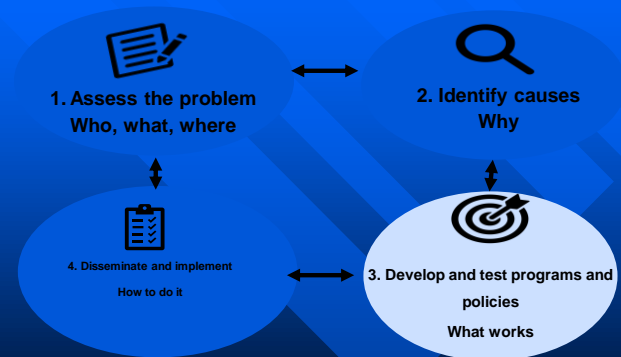 1. Assess the problem
Who, what, where
2. Identify causes
Why
4. Disseminate and implement
How to do it
3. Develop and test programs and
policies
What works